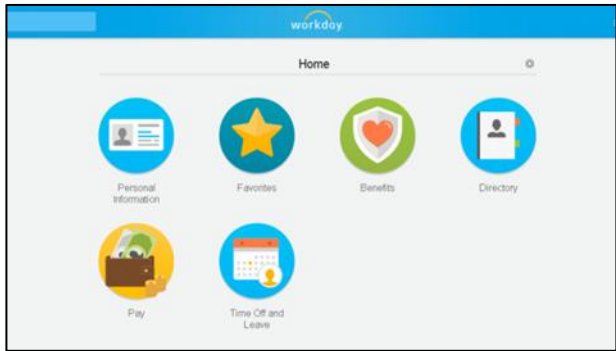 workday
Home
Personal
Information
Favorites
Benefits
Directory
Pay
Time Off and
Leave